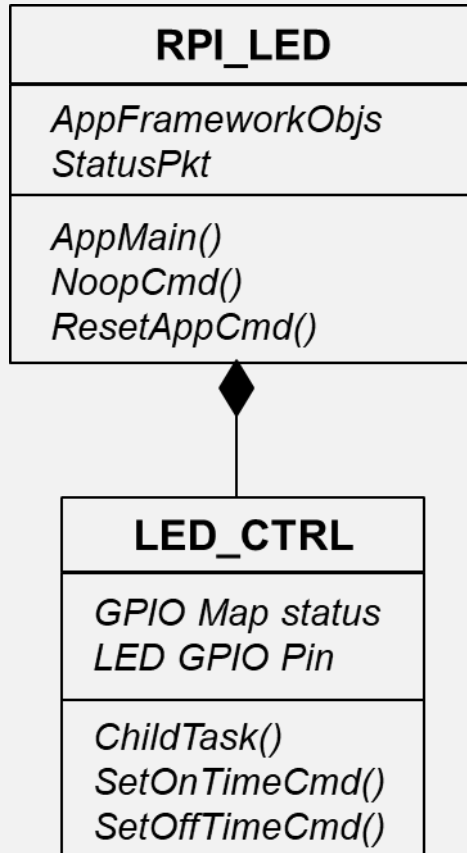 RPI_LED
AppFrameworkObjs
StatusPkt
AppMain()
NoopCmd()
ResetAppCmd()
LED_CTRL
GPIO Map status
LED GPIO Pin
ChildTask()
SetOnTimeCmd()
SetOffTimeCmd()